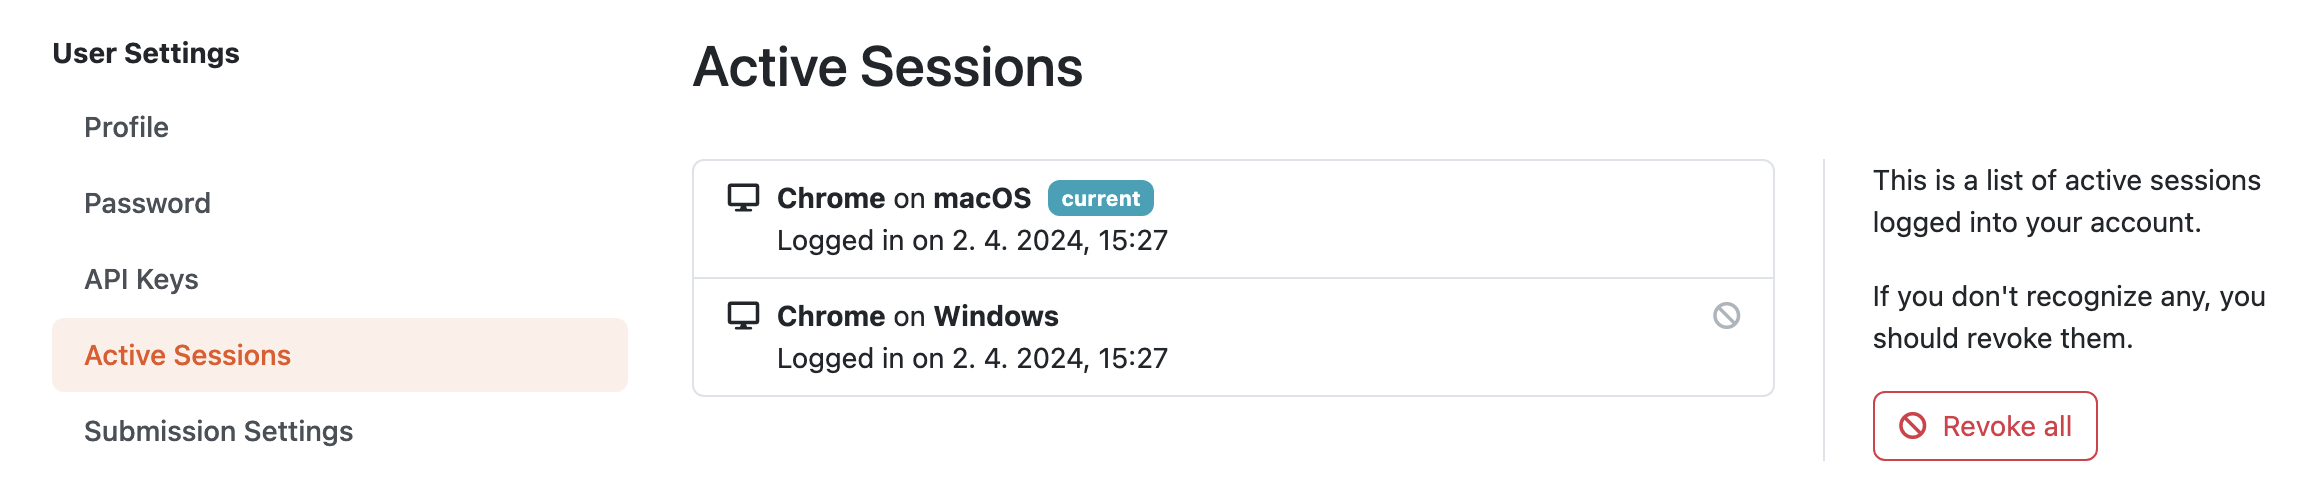 User Settings
Profile
Password
API Keys
Active Sessions
Submission Settings
Active Sessions
Chrome on macOS current
Logged in on 2. 4. 2024, 15:27
Chrome on Windows
Logged in on 2. 4. 2024, 15:27
This is a list of active sessions
logged into your account.
If you don't recognize any, you
should revoke them.
Revoke all